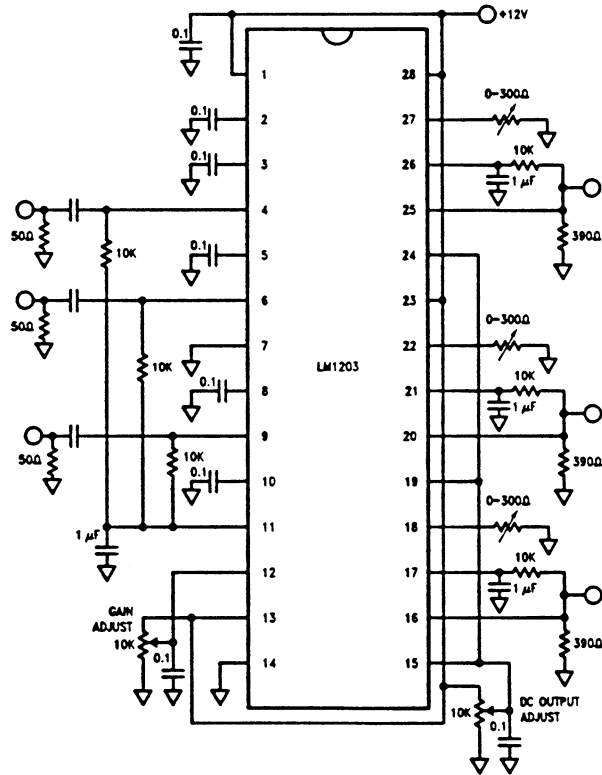 +12V
0.1
1
28
0-300Ω
0.1
2
27
10K
0.1
3
26
1 µF
4
25
50Ω
10K
0.1
5
24
390Ω
6
23
50Ω
0-300Ω
7
LM1203
22
10K
10K
0.1
8
21
1 µF
9
20
50Ω
10K
0.1
10
19
390Ω
0-300Ω
11
18
1 µF
10K
12
17
1 µF
GAIN
ADJUST
13
16
10K
0.1
14
15
390Ω
DC OUTPUT
ADJUST
10K
0.1